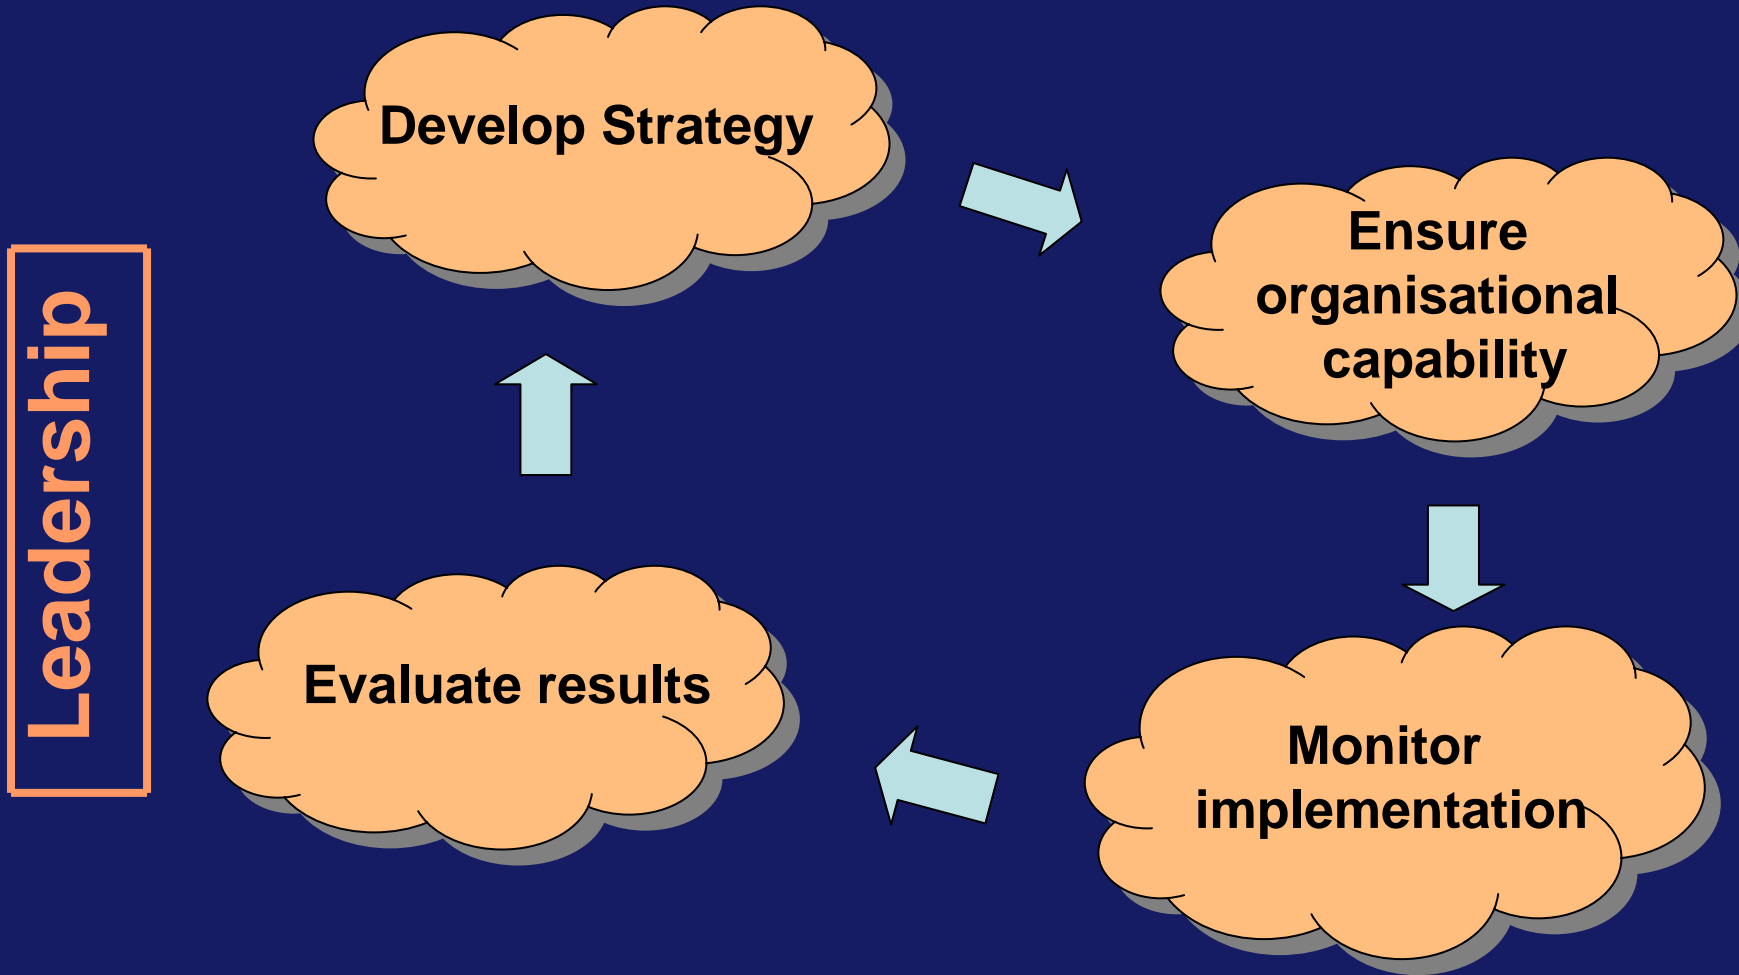 Leadership
Develop Strategy
Ensure
organisational
capability
Monitor
implementation
Evaluate results